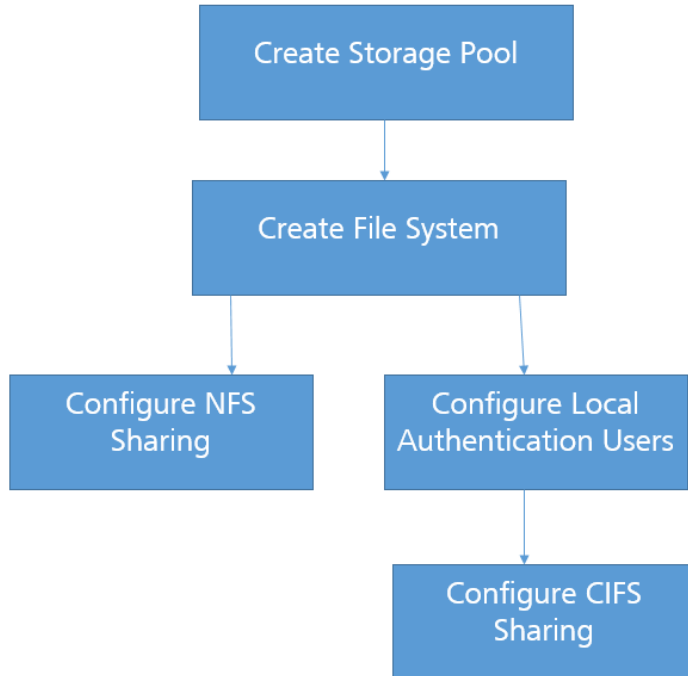 Create Storage Pool
Create File System
Configure NFS
Sharing
Configure Local
Authentication Users
Configure CIFS
Sharing